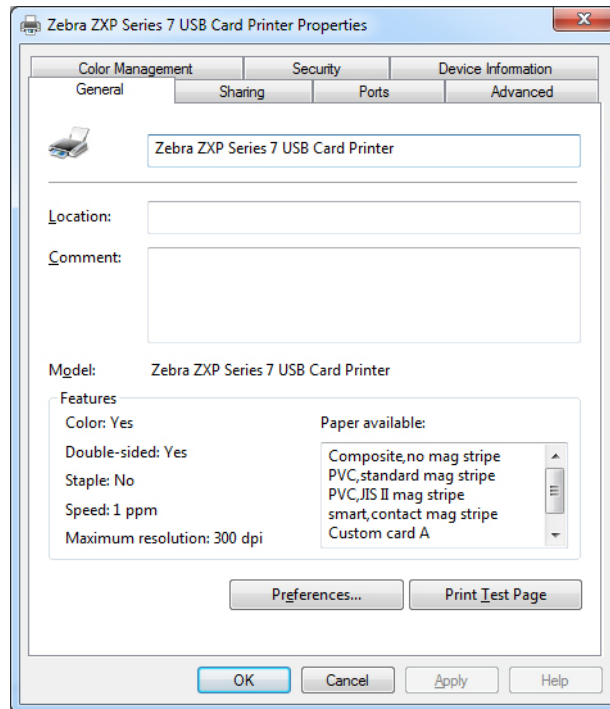 Zebra ZXP Series 7 USB Card Printer Properties
Color Management Security Device Information
General Sharing Ports Advanced
Zebra ZXP Series 7 USB Card Printer
Location:
Comment:
Model: Zebra ZXP Series 7 USB Card Printer
Features
Color: Yes
Paper available:
Double-sided: Yes
Staple: No
Speed: 1 ppm
Maximum resolution: 300 dpi
Composite,no mag stripe
PVC,standard mag stripe
PVC,JIS II mag stripe
smart,contact mag stripe
Custom card A
Preferences... Print Test Page
OK Cancel Apply Help